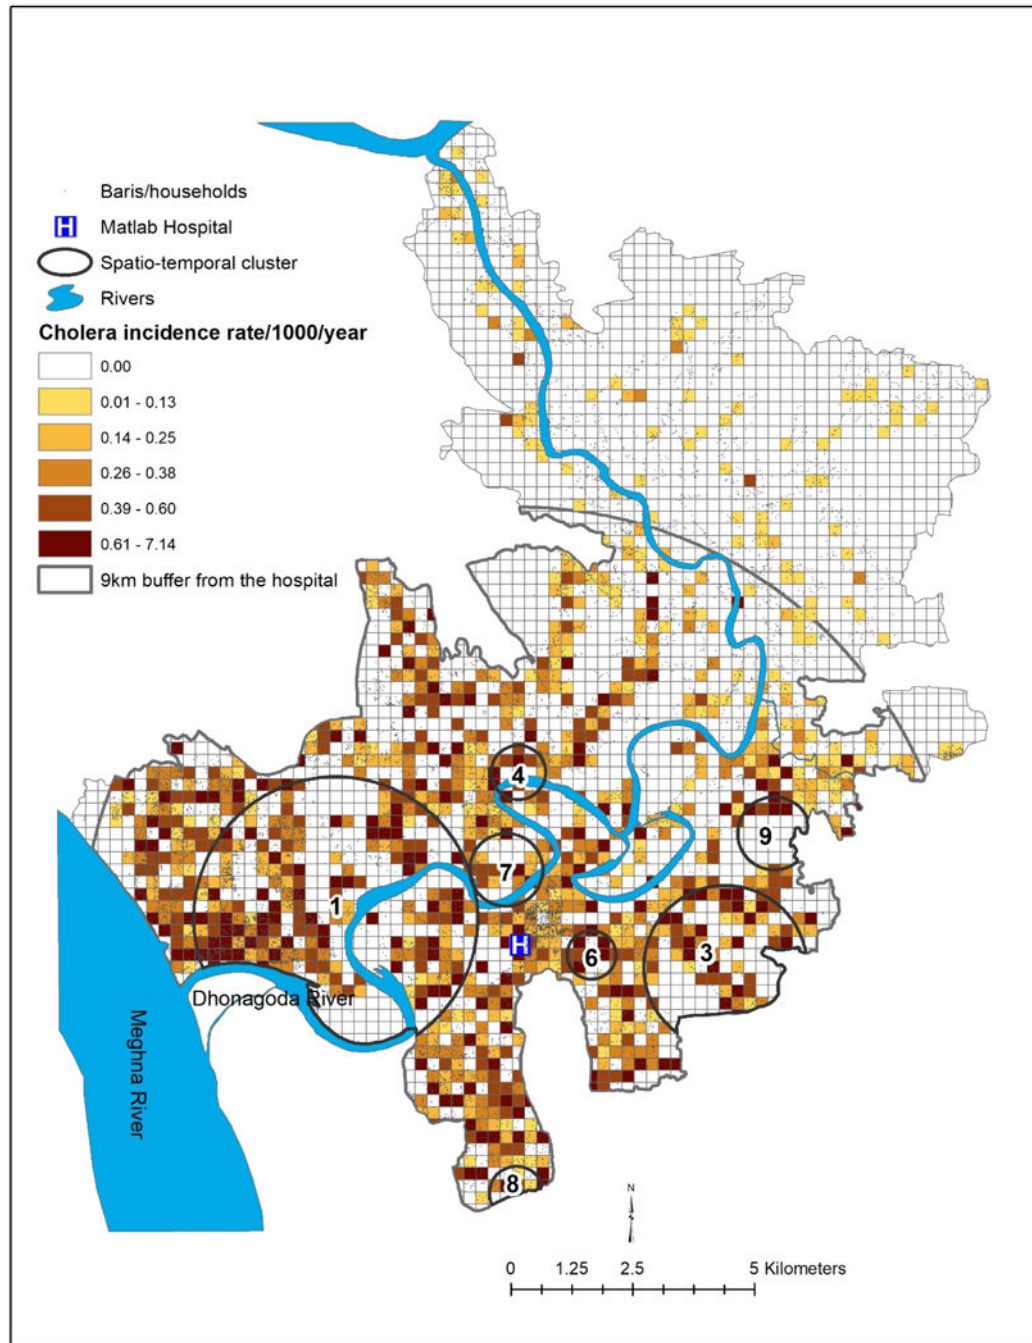 Baris/households
H
Matlab Hospital
Spatio-temporal cluster
Rivers
Cholera incidence rate/1000/year
0.00
0.01 - 0.13
0.14 - 0.25
0.26 - 0.38
0.39 - 0.60
0.61 - 7.14
9km buffer from the hospital
4
9
7
1
H
6
3
Dhonagoda River
Meghna River
8
N
0 1.25 2.5 5 Kilometers